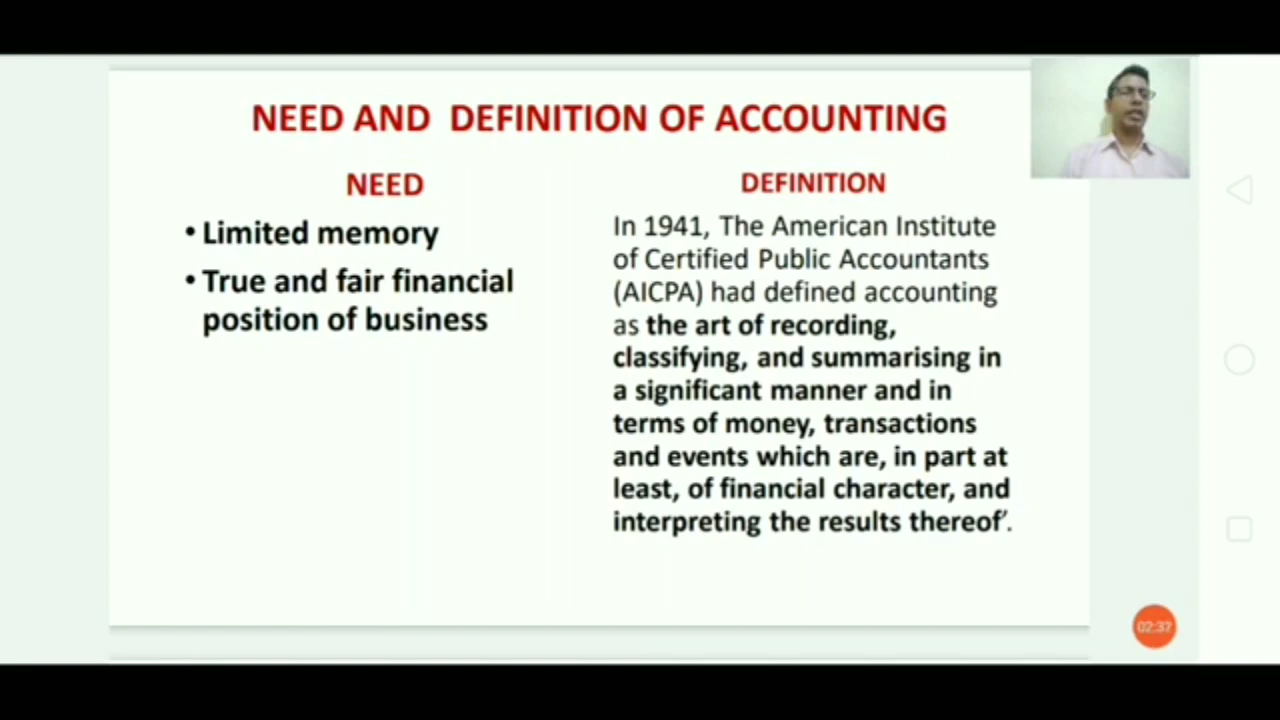 NEED AND DEFINITION OF ACCOUNTING
NEED
• Limited memory
• True and fair financial
position of business
DEFINITION
In 1941, The American Institute
of Certified Public Accountants
(AICPA) had defined accounting
as the art of recording,
classifying, and summarising in
a significant manner and in
terms of money, transactions
and events which are, in part at
least, of financial character, and
interpreting the results thereof’.
02:37